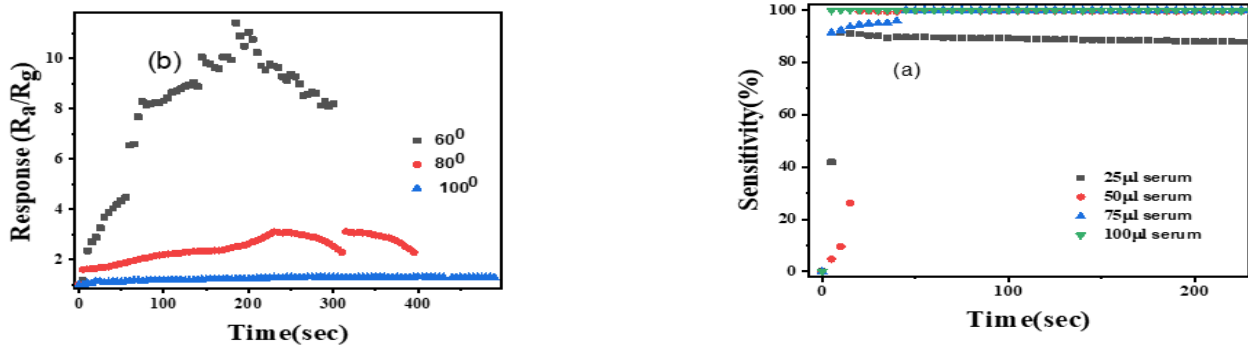 (b)
Response (Ra/Rg)
10
8
6
4
2
60⁰
80⁰
100⁰
0
100
200
300
400
Time(sec)
(a)
Sensitivity(%)
100
80
60
40
20
0
25µl serum
50µl serum
75µl serum
100µl serum
0
100
200
Time(sec)